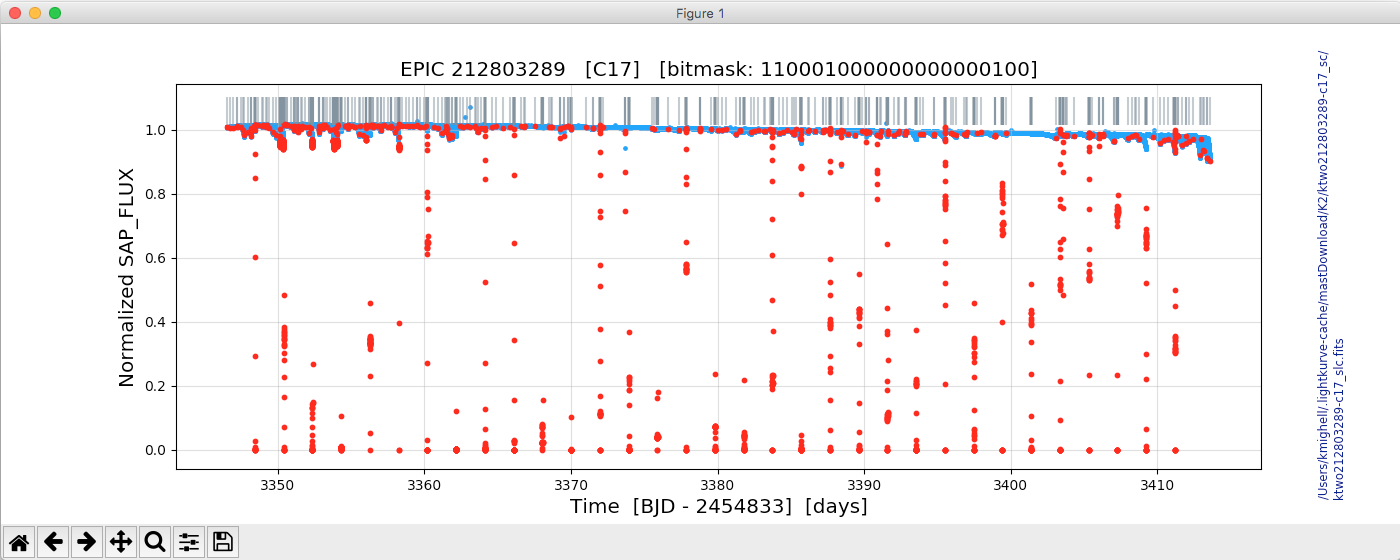 Figure 1
EPIC 212803289   [C17]   [bitmask: 110001000000000000100]
Normalized SAP_FLUX
1.0
0.8
0.6
0.4
0.2
0.0
3350
3360
3370
3380
3390
3400
3410
Time  [BJD - 2454833]  [days]
/Users/kmighell/.lightkurve-cache/mastDownload/K2/ktwo212803289-c17_sc/
ktwo212803289-c17_slc.fits